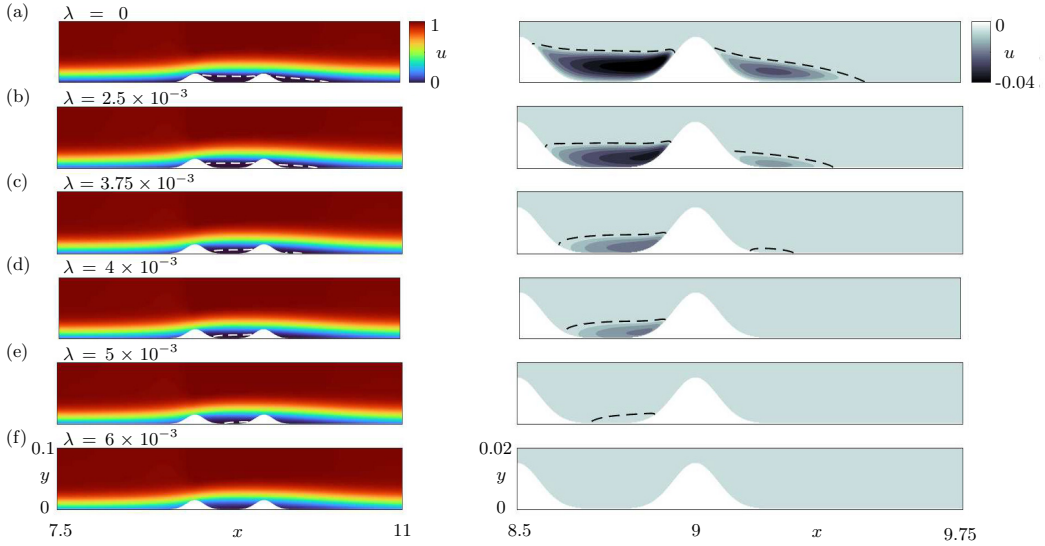 (a) λ = 0
1
u
0
0
u
-0.04
(b) λ = 2.5 × 10⁻³
(c) λ = 3.75 × 10⁻³
(d) λ = 4 × 10⁻³
(e) λ = 5 × 10⁻³
(f) λ = 6 × 10⁻³
0.1
y
0
7.5 x 11
0.02
y
0
8.5 9 x 9.75